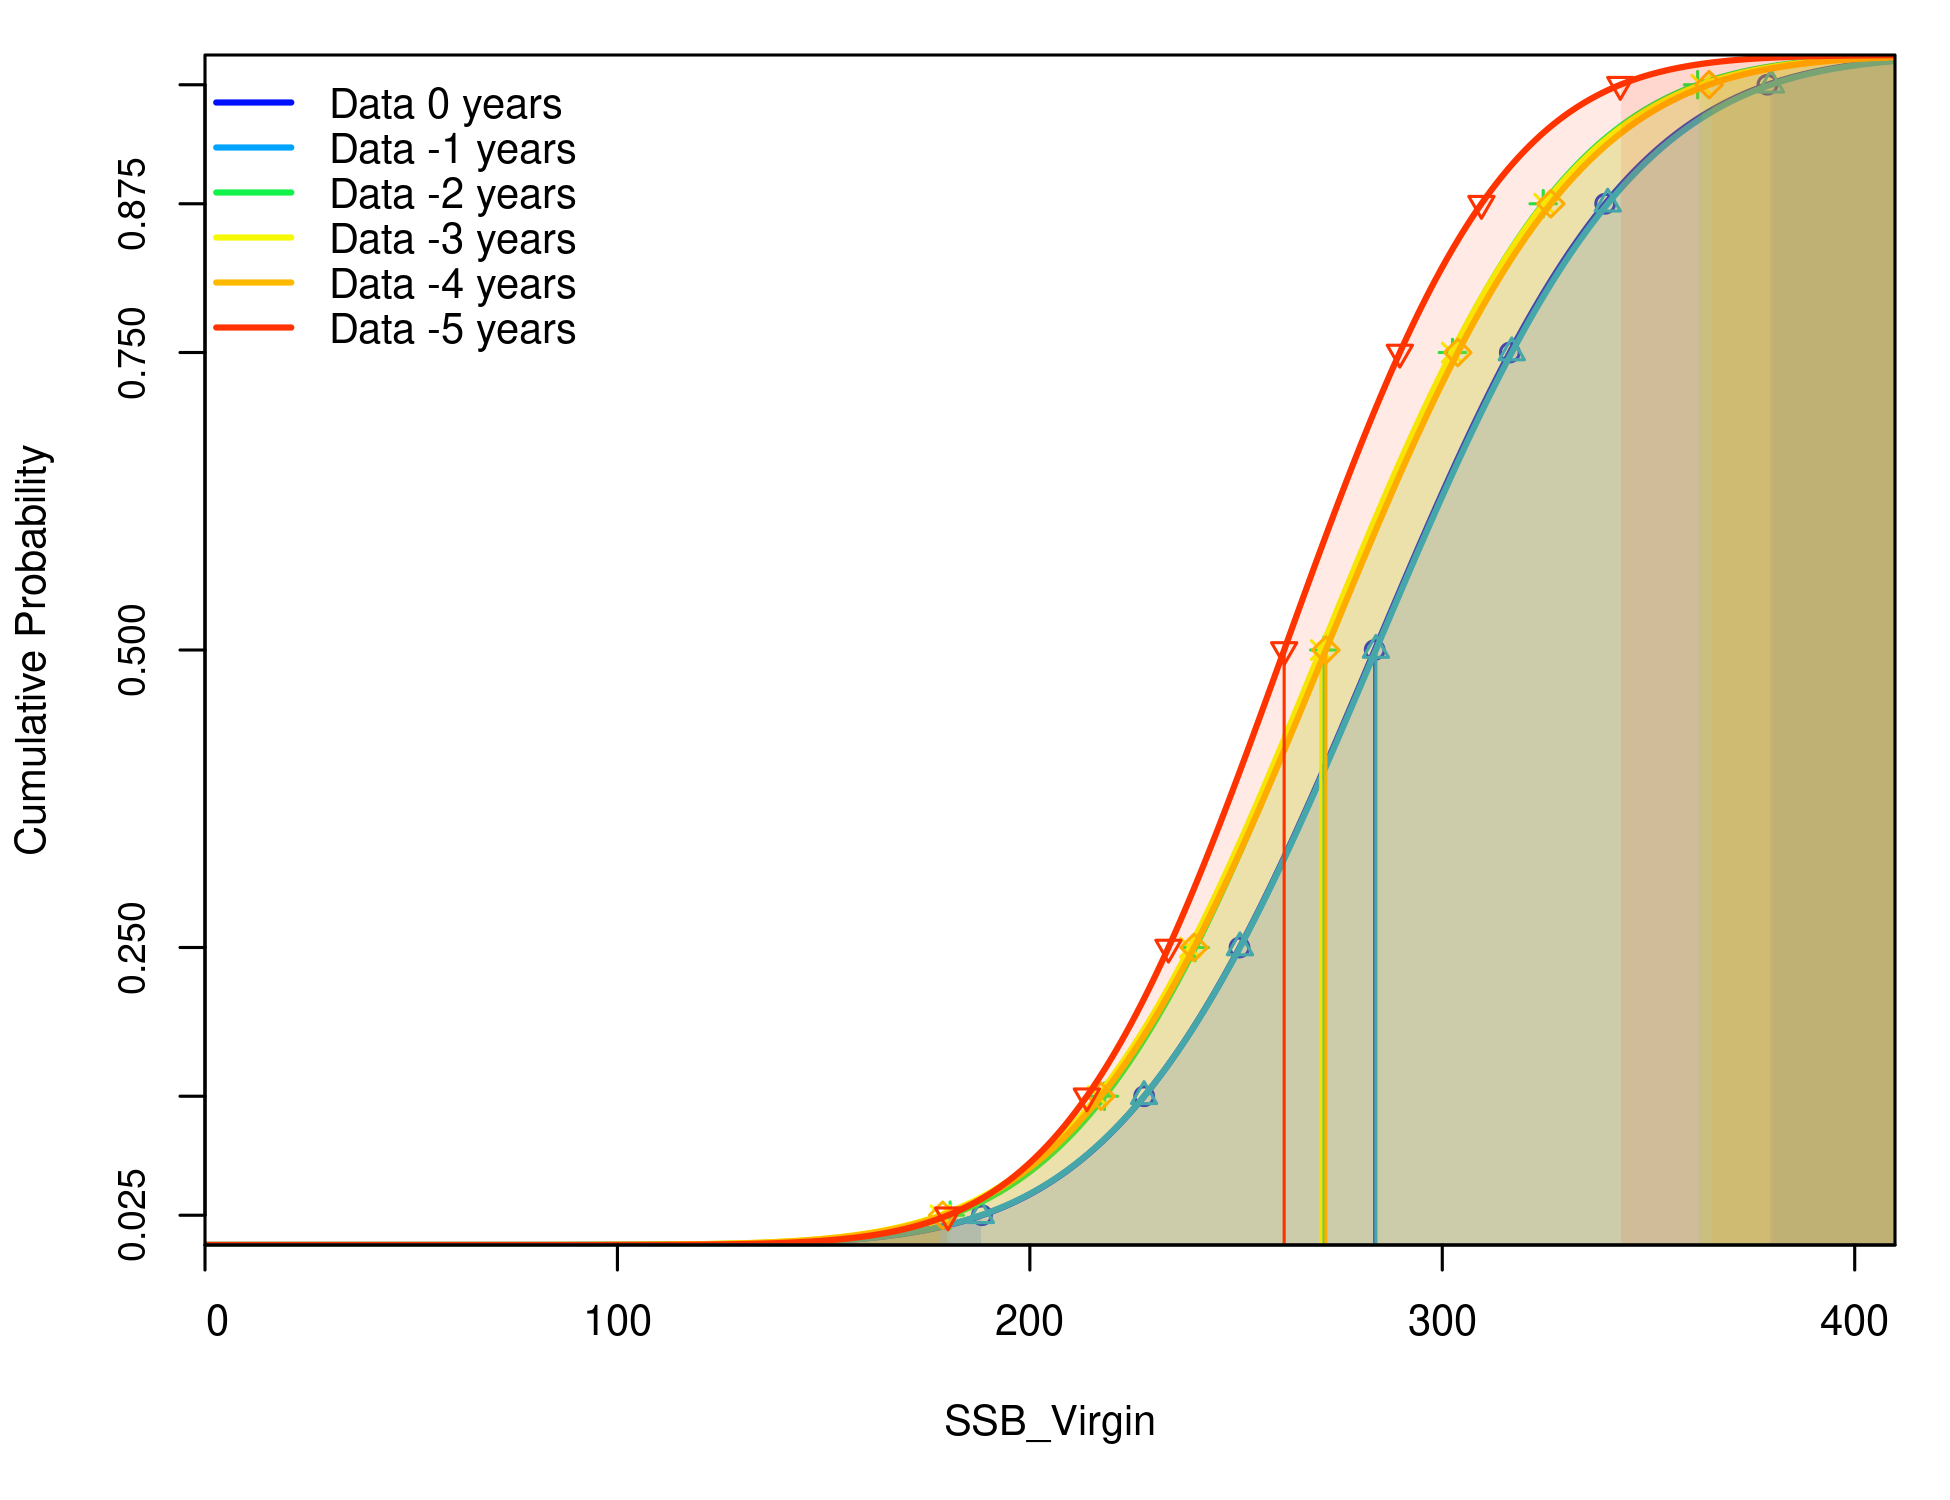 Data 0 years
Data -1 years
Data -2 years
Data -3 years
Data -4 years
Data -5 years
Cumulative Probability
0.875
0.750
0.500
0.250
0.025
0 100 200 300 400
SSB_Virgin